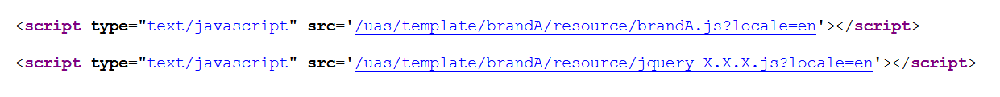 <script type="text/javascript" src='/uas/template/brandA/resource/brandA.js?locale=en'></script>
<script type="text/javascript" src='/uas/template/brandA/resource/jquery-X.X.X.js?locale=en'></script>